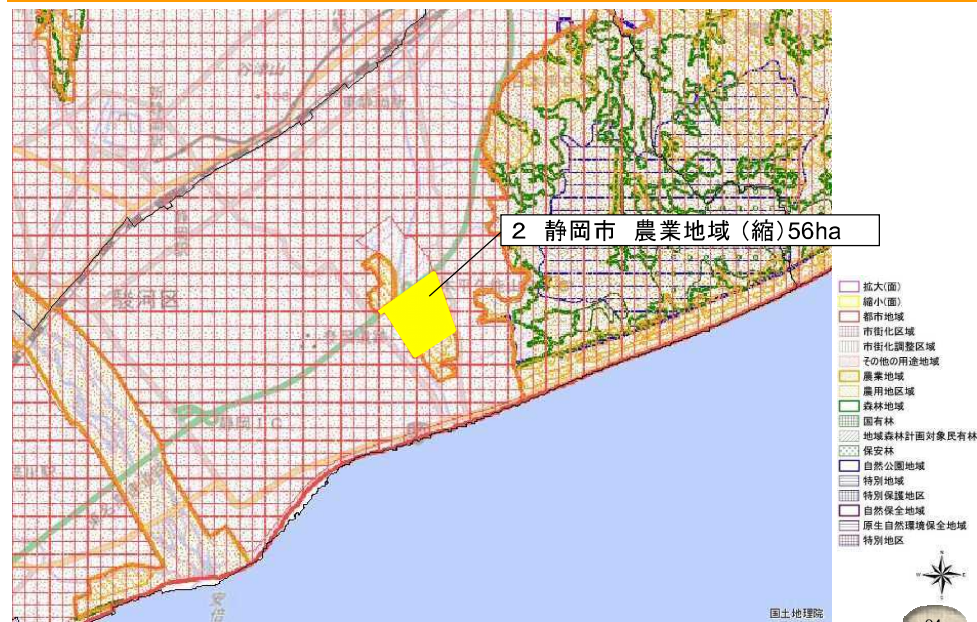 谷津山
駿河区
2 静岡市 農業地域 (縮)56ha
静岡IC
安倍
国土地理院
拡大(面)
縮小(面)
都市地域
市街化区域
市街化調整区域
その他の用途地域
農業地域
農用地区域
森林地域
国有林
地域森林計画対象民有林
保安林
自然公園地域
特別地域
特別保護地区
自然保全地域
原生自然環境保全地域
特別地区
N
W
E
S